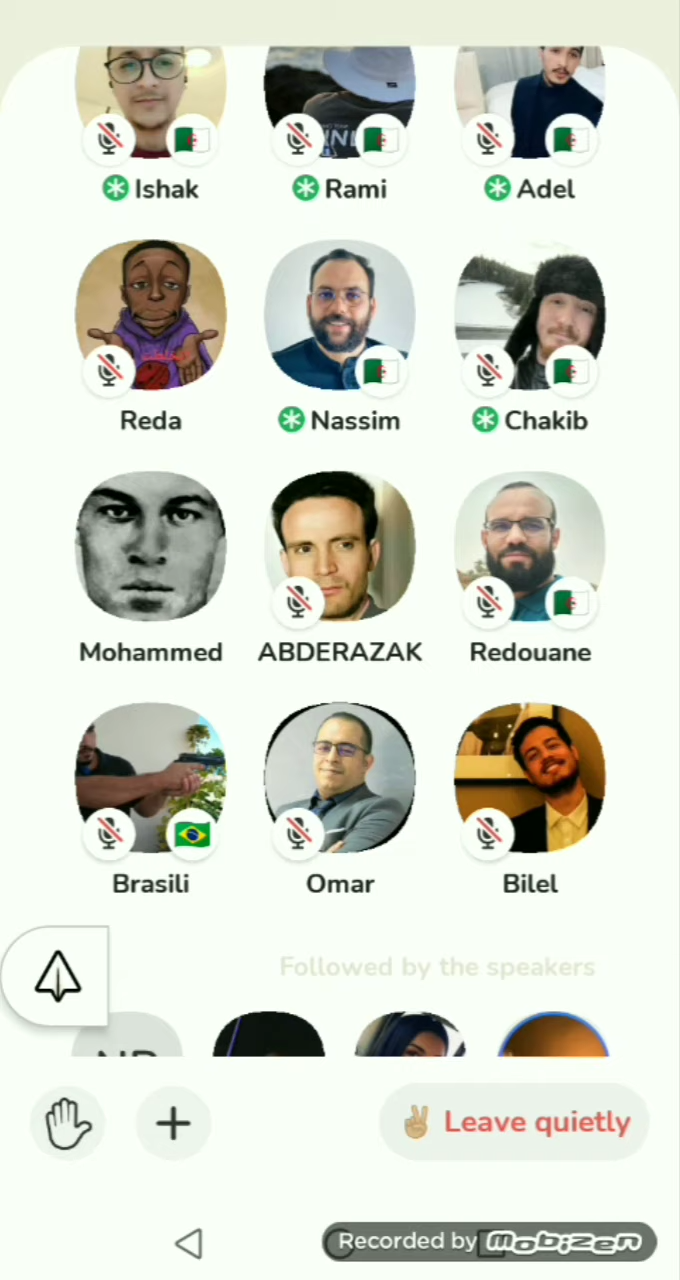 Ishak
Rami
Adel
Reda
Nassim
Chakib
Mohammed
ABDERAZAK
Redouane
Brasili
Omar
Bilel
Followed by the speakers
Leave quietly
Recorded by mobizen